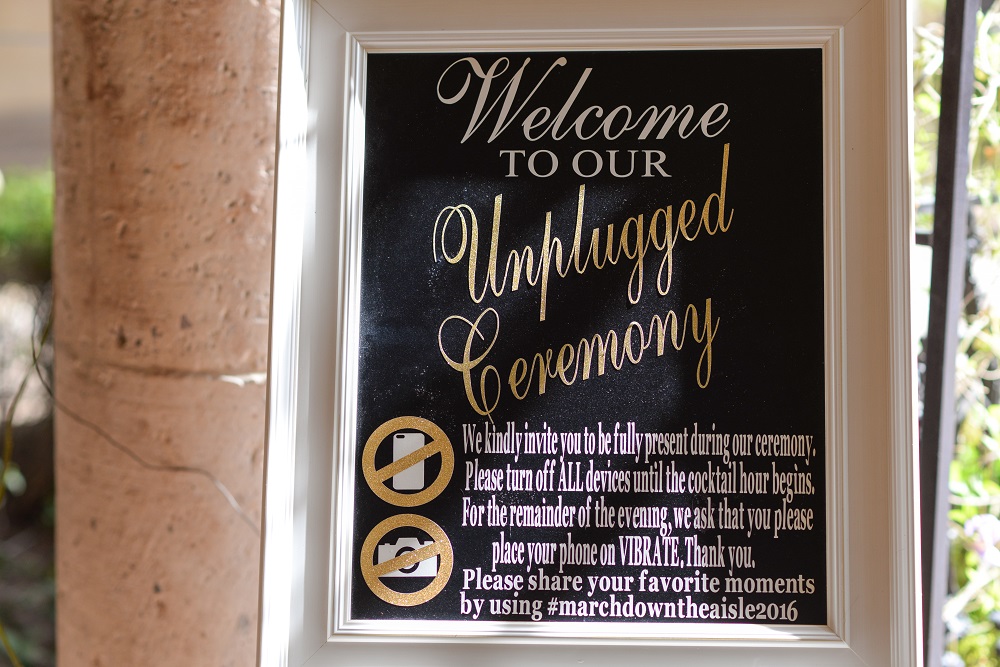 Welcome
TO OUR
Unplugged
Ceremony
We kindly invite you to be fully present during our ceremony.
Please turn off ALL devices until the cocktail hour begins.
For the remainder of the evening, we ask that you please
place your phone on VIBRATE. Thank you.
Please share your favorite moments
by using #marchdowntheaisle2016